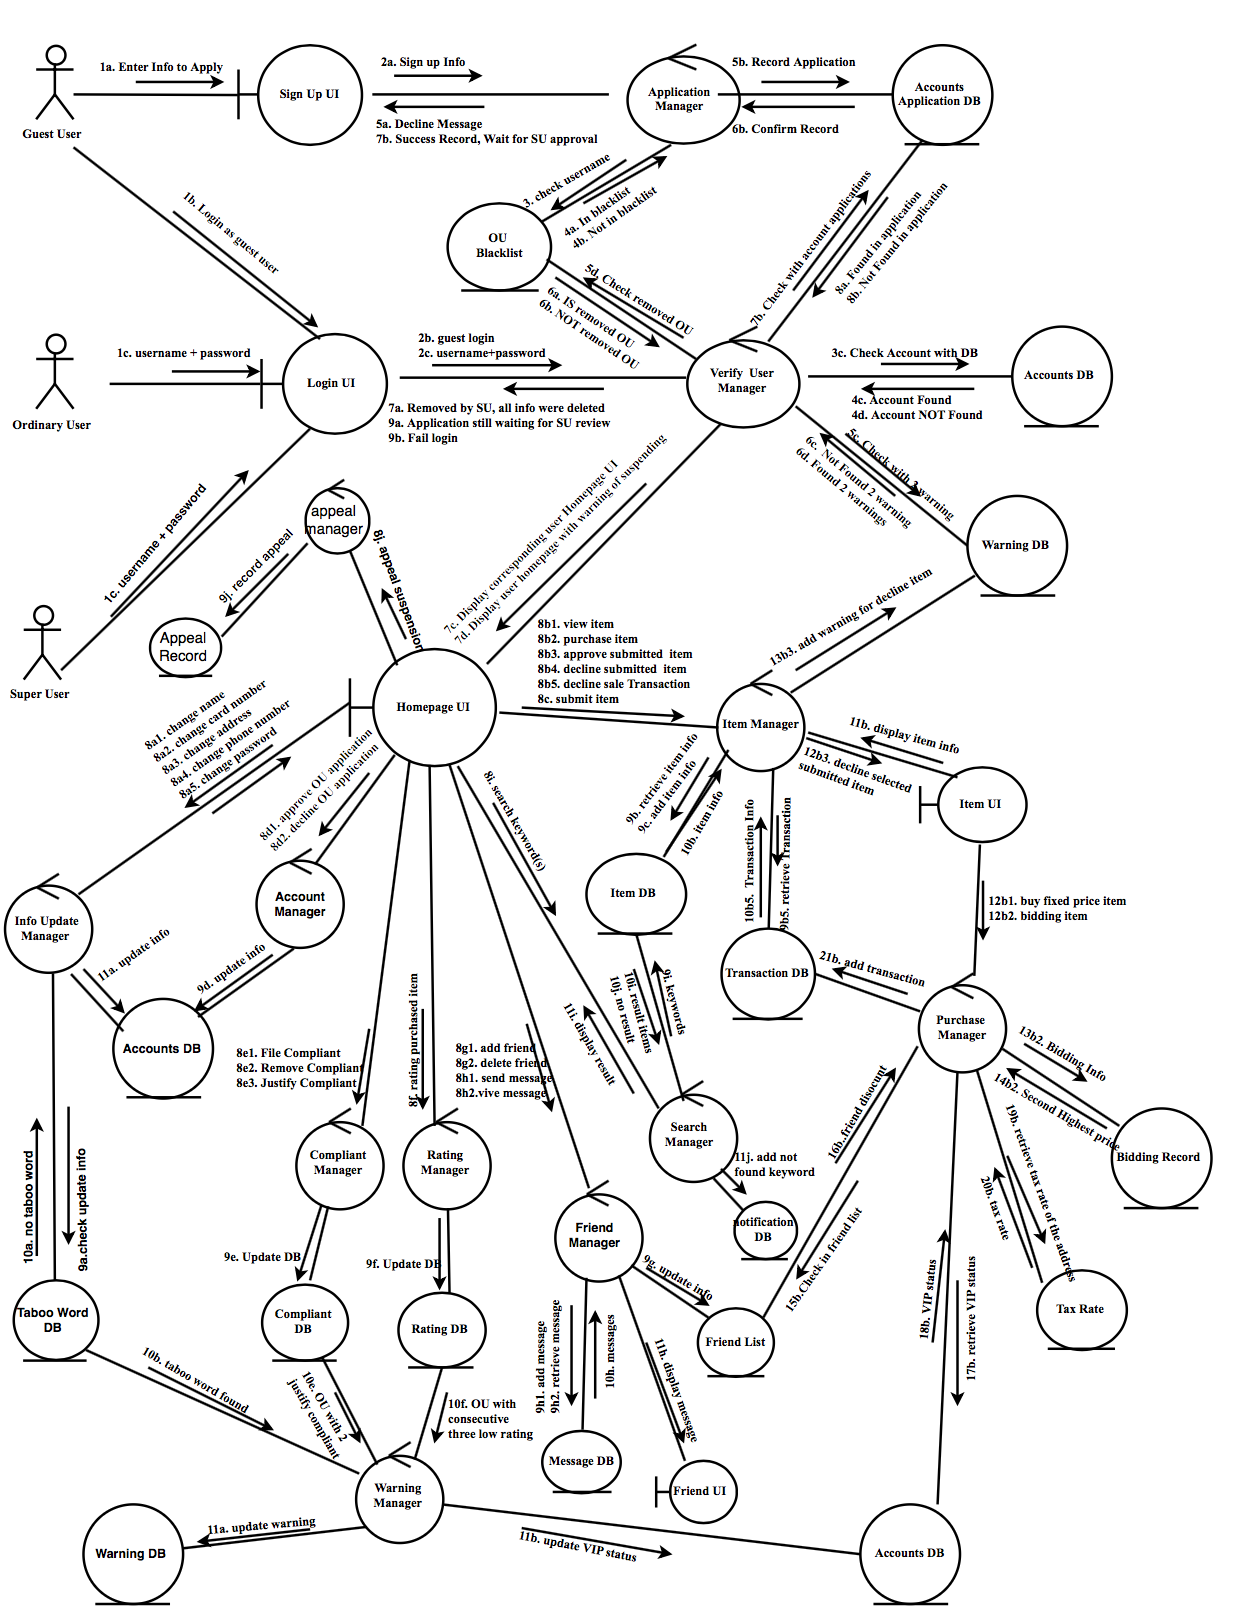 1a. Enter Info to Apply
Guest User
Sign Up UI
2a. Sign up Info
5a. Decline Message
7b. Success Record, Wait for SU approval
Application
Manager
5b. Record Application
6b. Confirm Record
Accounts
Application DB
3. check username
4a. In blacklist
4b. Not in blacklist
OU
Blacklist
1b. Login as guest user
5d. Check removed OU
6a. IS removed OU
6b. NOT removed OU
7b. Check with account applications
8a. Found in application
8b. Not Found in application
Ordinary User
1c. username + password
Login UI
2b. guest login
2c. username+password
7a. Removed by SU, all info were deleted
9a. Application still waiting for SU review
9b. Fail login
Verify User
Manager
3c. Check Account with DB
4c. Account Found
4d. Account NOT Found
Accounts DB
5c. Check with 2 warning
6c. Not Found 2 warning
6d. Found 2 warnings
Warning DB
1c. username + password
Super User
appeal
manager
9j. record appeal
8j. appeal suspension
Appeal
Record
7c. Display corresponding user Homepage UI
7d. Display user homepage with warning of suspending
Homepage UI
8b1. view item
8b2. purchase item
8b3. approve submitted item
8b4. decline submitted item
8b5. decline sale Transaction
8c. submit item
13b3. add warning for decline item
Item Manager
11b. display item info
12b3. decline selected
submitted item
Item UI
8a1. change name
8a2. change card number
8a3. change address
8a4. change phone number
8a5. change password
8d1. approve OU application
8d2. decline OU application
8i. search keyword(s)
9b. retrieve item info
9c. add item info
10b. item info
10b5. Transaction Info
9b5. retrieve Transaction
Item DB
Info Update
Manager
Account
Manager
11a. update info
9d. update info
Accounts DB
12b1. buy fixed price item
12b2. bidding item
Transaction DB
21b. add transaction
Purchase
Manager
13b2. Bidding Info
14b2. Second Highest price
Bidding Record
9i. keywords
10i. result items
10j. no result
11i. display result
8e1. File Compliant
8e2. Remove Compliant
8e3. Justify Compliant
8f. rating purchased item
8g1. add friend
8g2. delete friend
8h1. send message
8h2.vive message
Compliant
Manager
Rating
Manager
Search
Manager
11j. add not
found keyword
notification
DB
16b..friend disocunt
15b.Check in friend list
19b. retrieve tax rate of the address
20b. tax rate
Tax Rate
10a. no taboo word
9a.check update info
Taboo Word
DB
9e. Update DB
9f. Update DB
Compliant
DB
Rating DB
Friend
Manager
9g. update info
Friend List
9h1. add message
9h2. retrieve message
10h. messages
11h. display message
18b. VIP status
17b. retrieve VIP status
10b. taboo word found
10e. OU with 2
justify compliant
10f. OU with
consecutive
three low rating
Message DB
Friend UI
Warning
Manager
11a. update warning
Warning DB
11b. update VIP status
Accounts DB